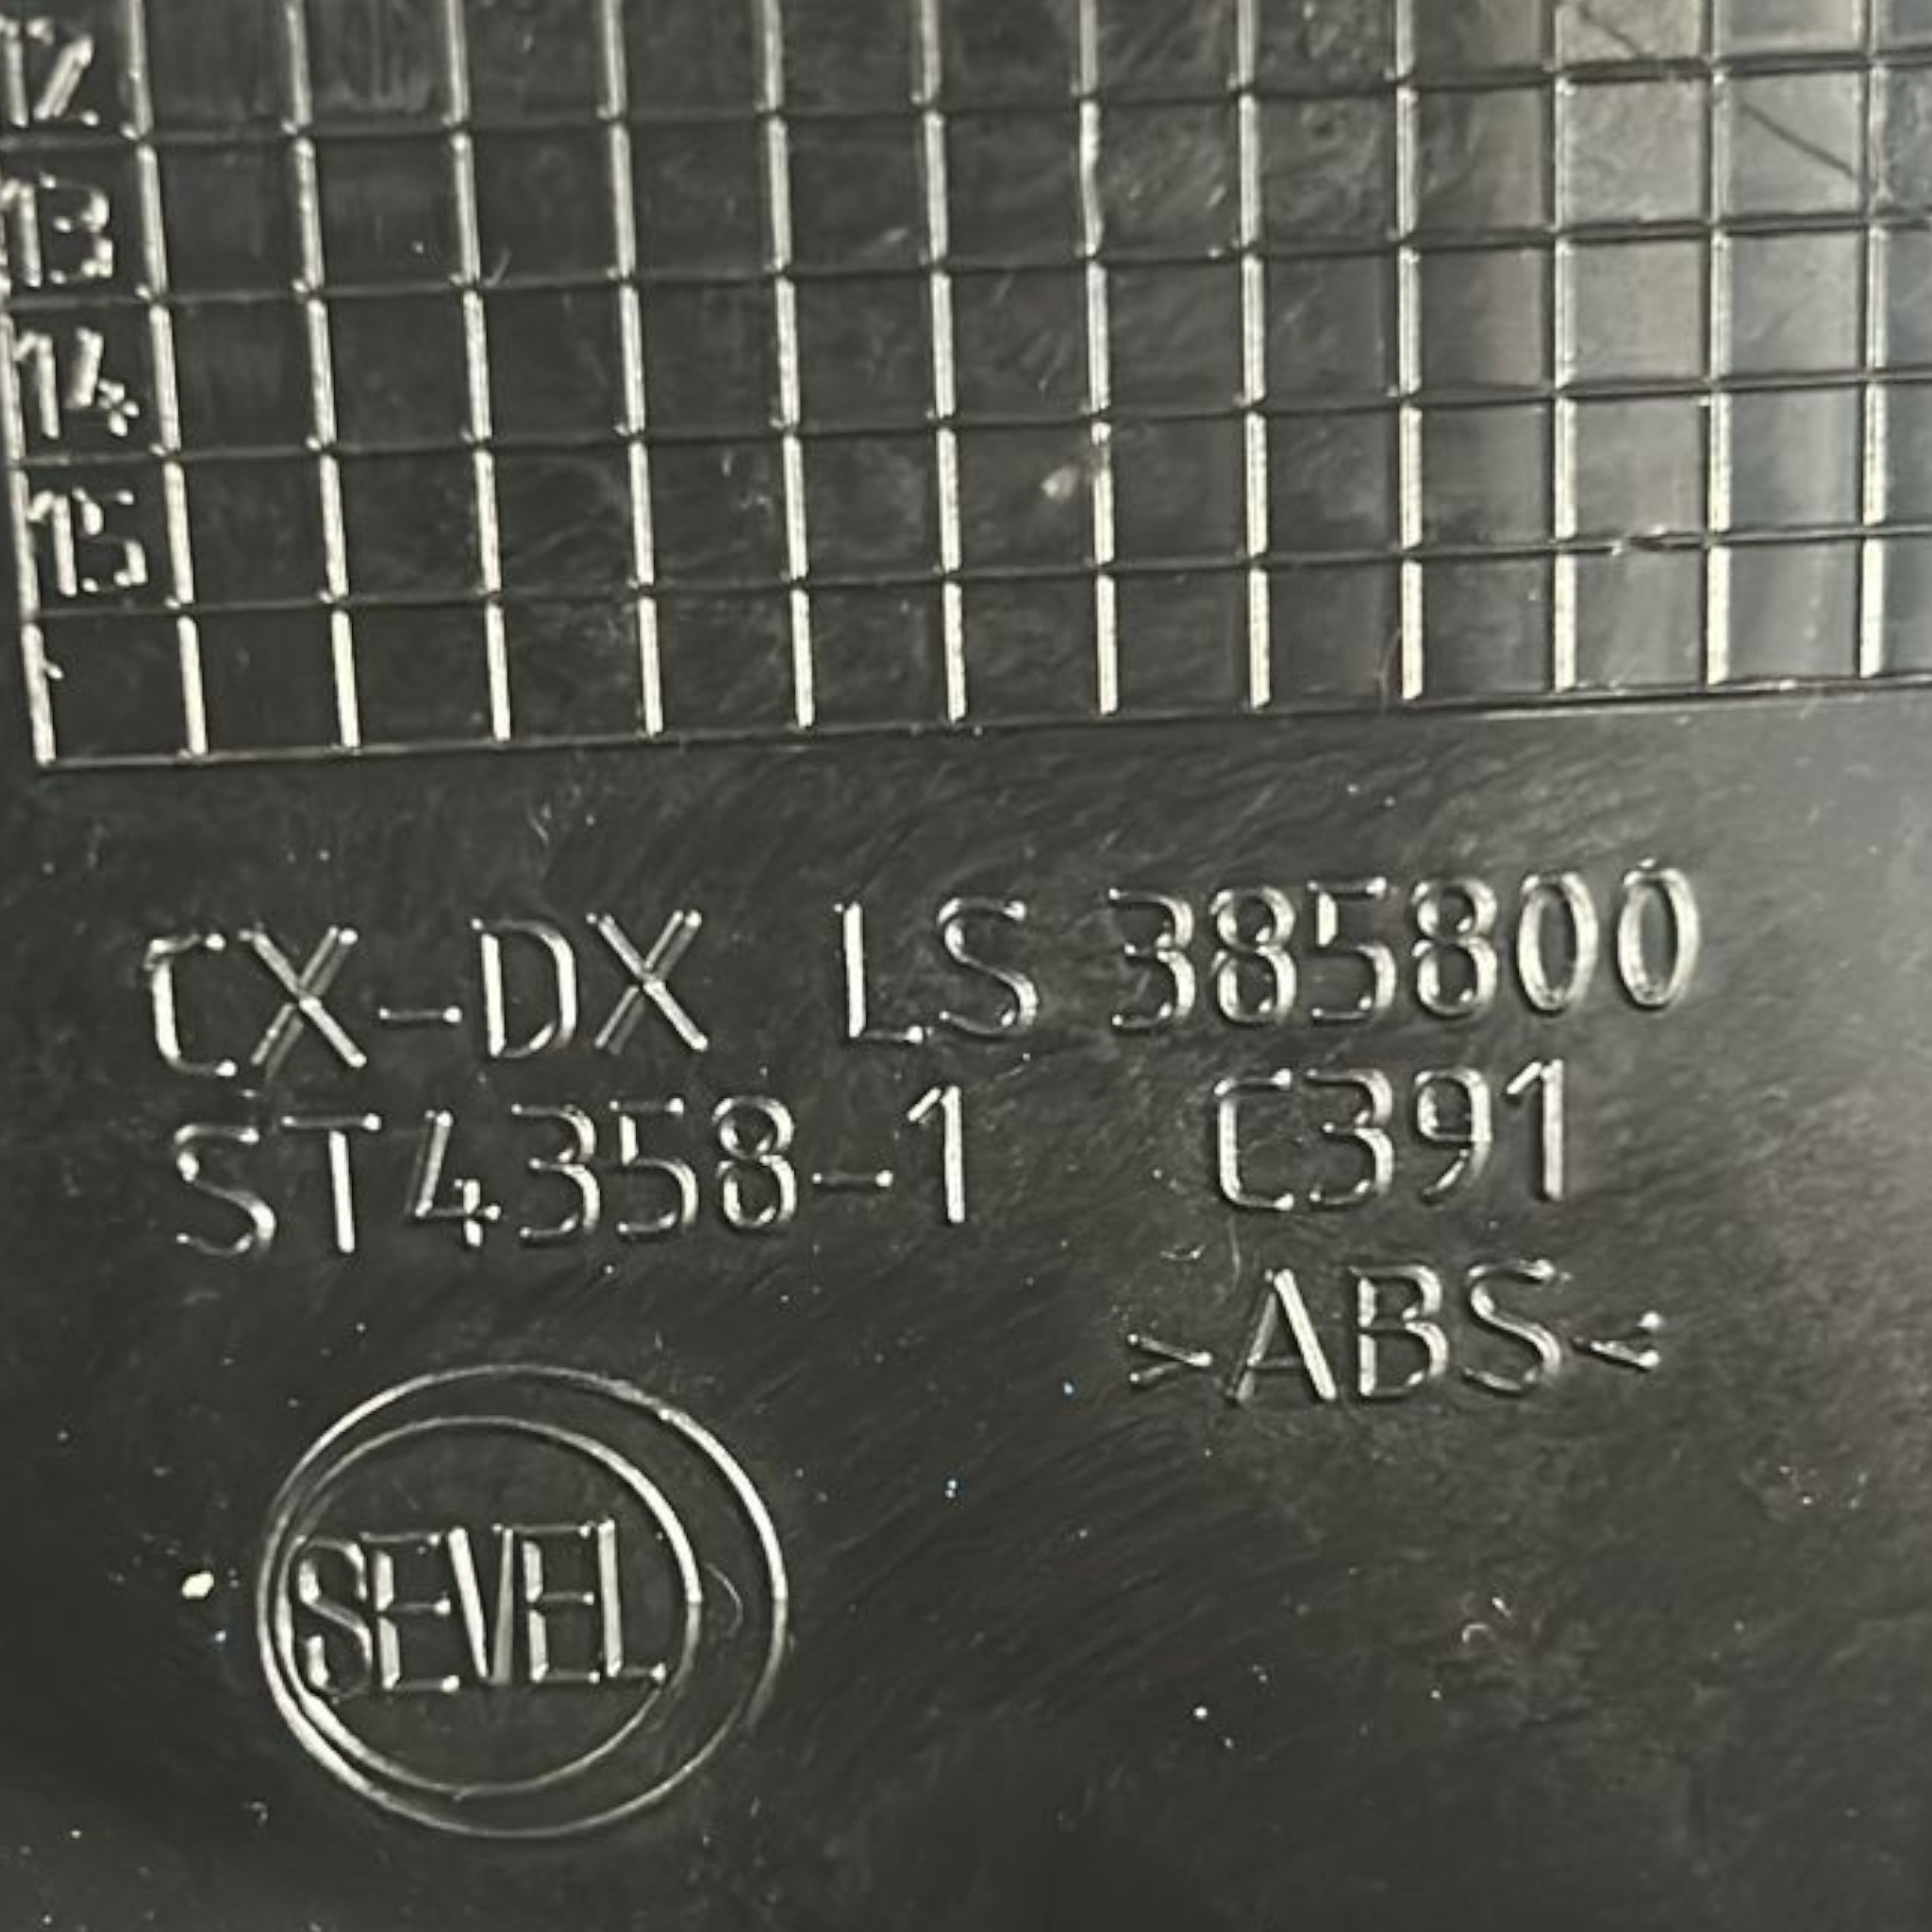 12
13
14
15
CX-DX LS 385800
ST4358-1 C391
>ABS<
SEVEL